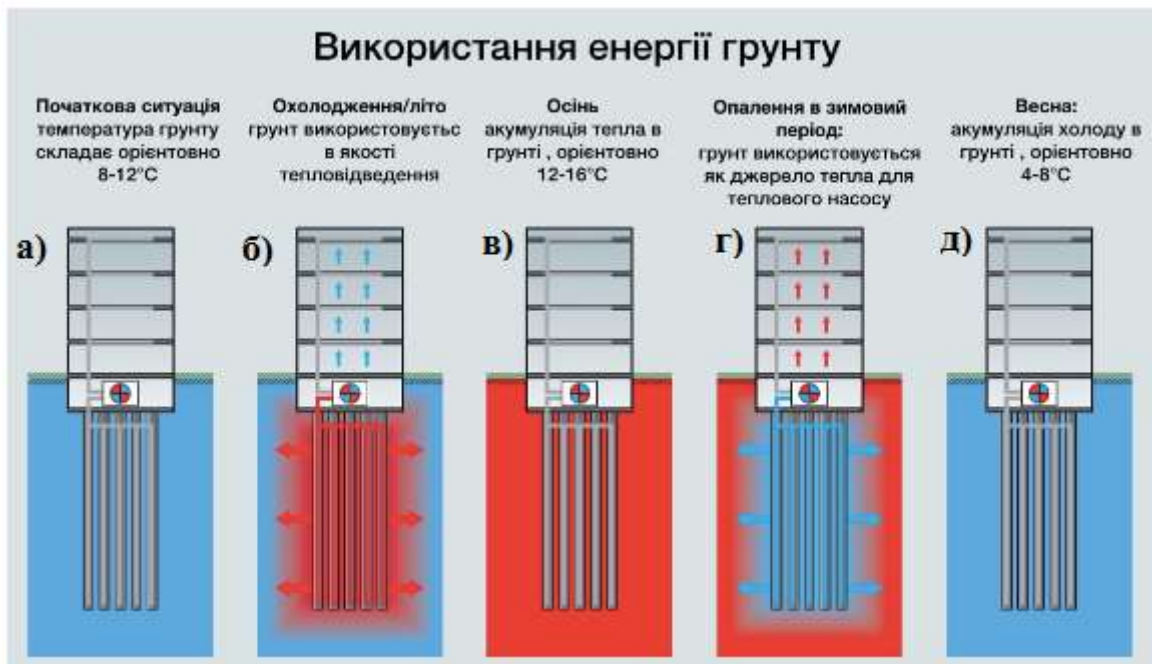 Використання енергії грунту
Початкова ситуація
температура грунту
складає орієнтовно
8-12°C
Охолодження/літо
грунт використовуєтьс
в якості
тепловідведення
Осінь
акумуляція тепла в
грунті , орієнтовно
12-16°C
Опалення в зимовий
період:
грунт використовується
як джерело тепла для
теплового насосу
Весна:
акумуляція холоду в
грунті , орієнтовно
4-8°C
а)
б)
в)
г)
д)